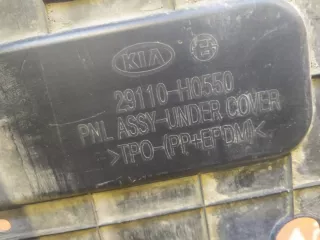 KIA
29110-H0550
PNL ASSY-UNDER COVER
>TPO-(PP+EPDM)<